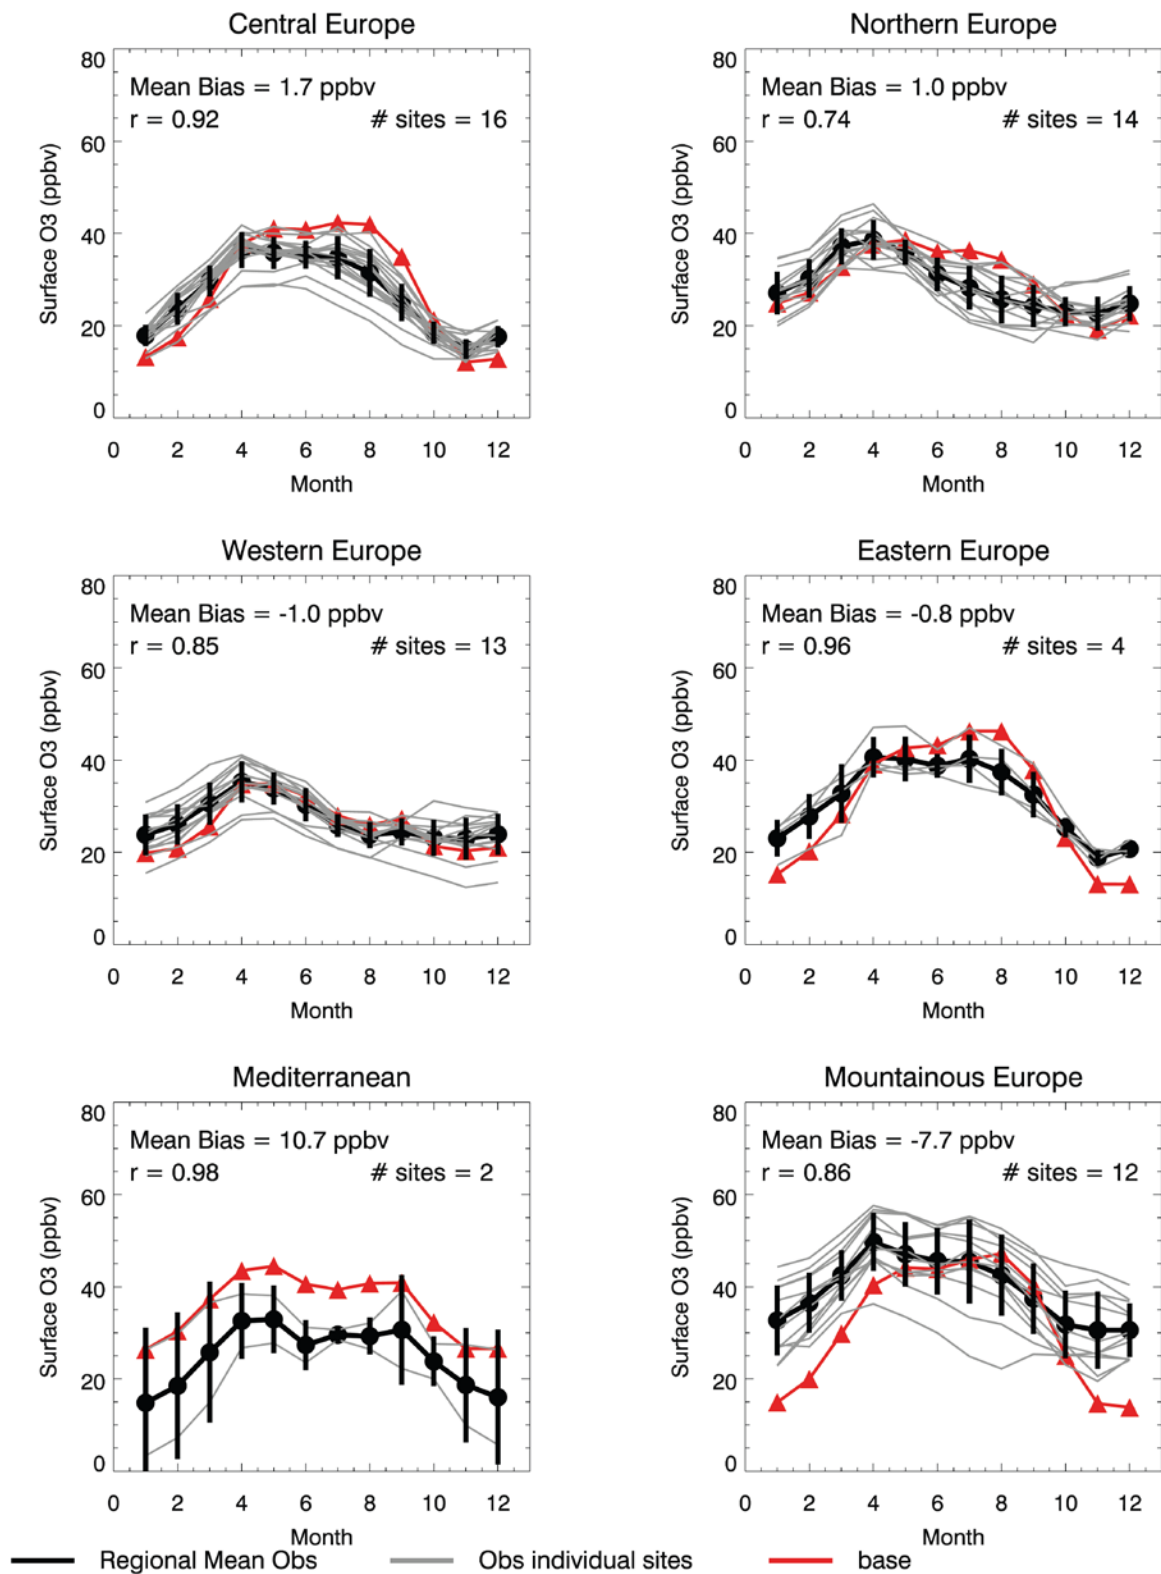 Central Europe
Mean Bias = 1.7 ppbv
r = 0.92 # sites = 16
Surface O3 (ppbv)
80
60
40
20
0
0 2 4 6 8 10 12
Month
Northern Europe
Mean Bias = 1.0 ppbv
r = 0.74 # sites = 14
Surface O3 (ppbv)
80
60
40
20
0
0 2 4 6 8 10 12
Month
Western Europe
Mean Bias = -1.0 ppbv
r = 0.85 # sites = 13
Surface O3 (ppbv)
80
60
40
20
0
0 2 4 6 8 10 12
Month
Eastern Europe
Mean Bias = -0.8 ppbv
r = 0.96 # sites = 4
Surface O3 (ppbv)
80
60
40
20
0
0 2 4 6 8 10 12
Month
Mediterranean
Mean Bias = 10.7 ppbv
r = 0.98 # sites = 2
Surface O3 (ppbv)
80
60
40
20
0
0 2 4 6 8 10 12
Month
Mountainous Europe
Mean Bias = -7.7 ppbv
r = 0.86 # sites = 12
Surface O3 (ppbv)
80
60
40
20
0
0 2 4 6 8 10 12
Month
Regional Mean Obs Obs individual sites base